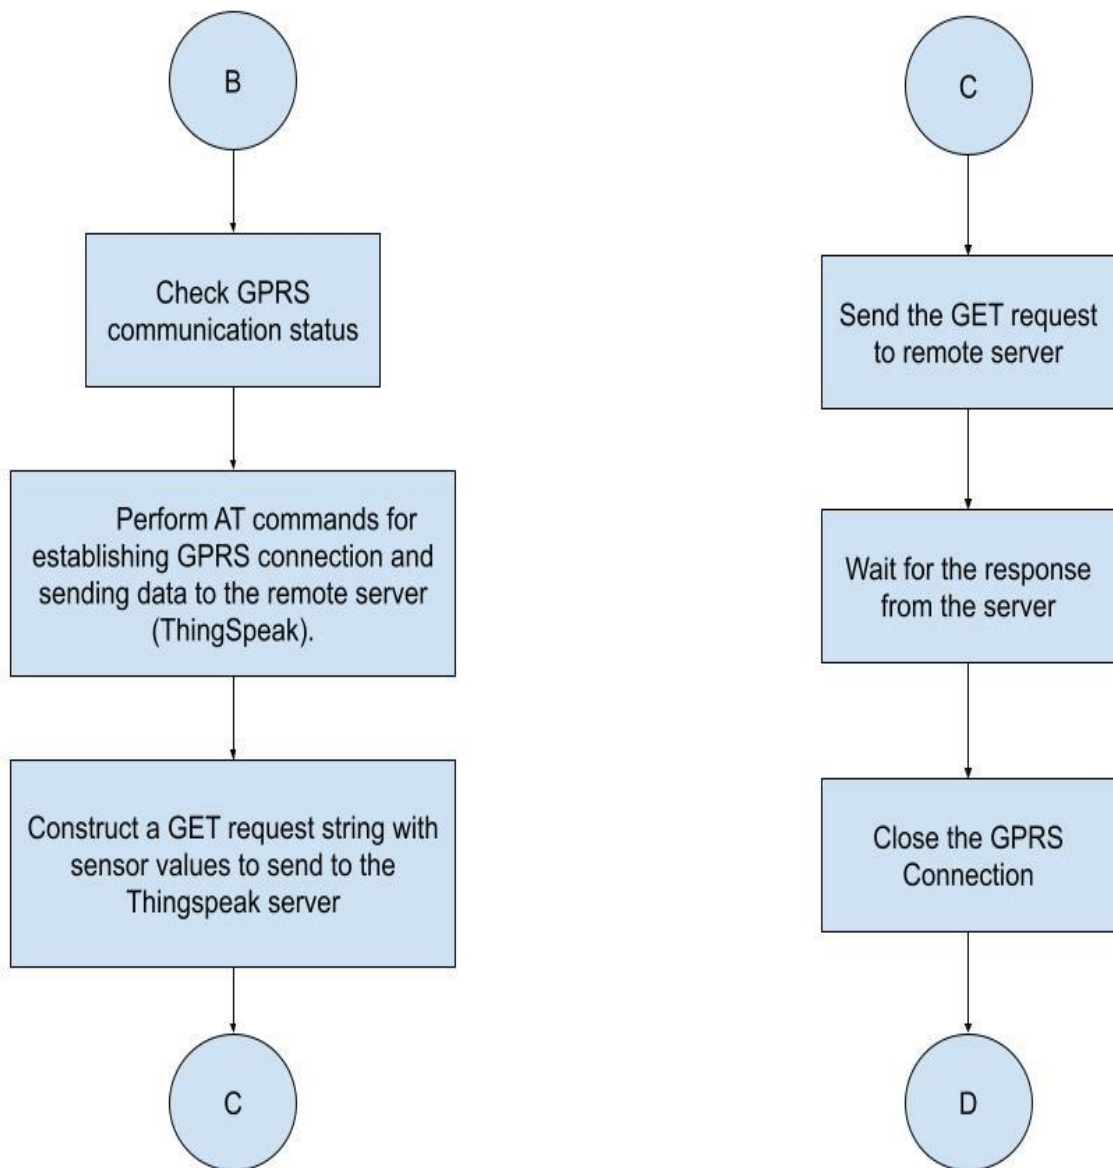 B
Check GPRS
communication status
Perform AT commands for
establishing GPRS connection and
sending data to the remote server
(ThingSpeak).
Construct a GET request string with
sensor values to send to the
Thingspeak server
C
C
Send the GET request
to remote server
Wait for the response
from the server
Close the GPRS
Connection
D